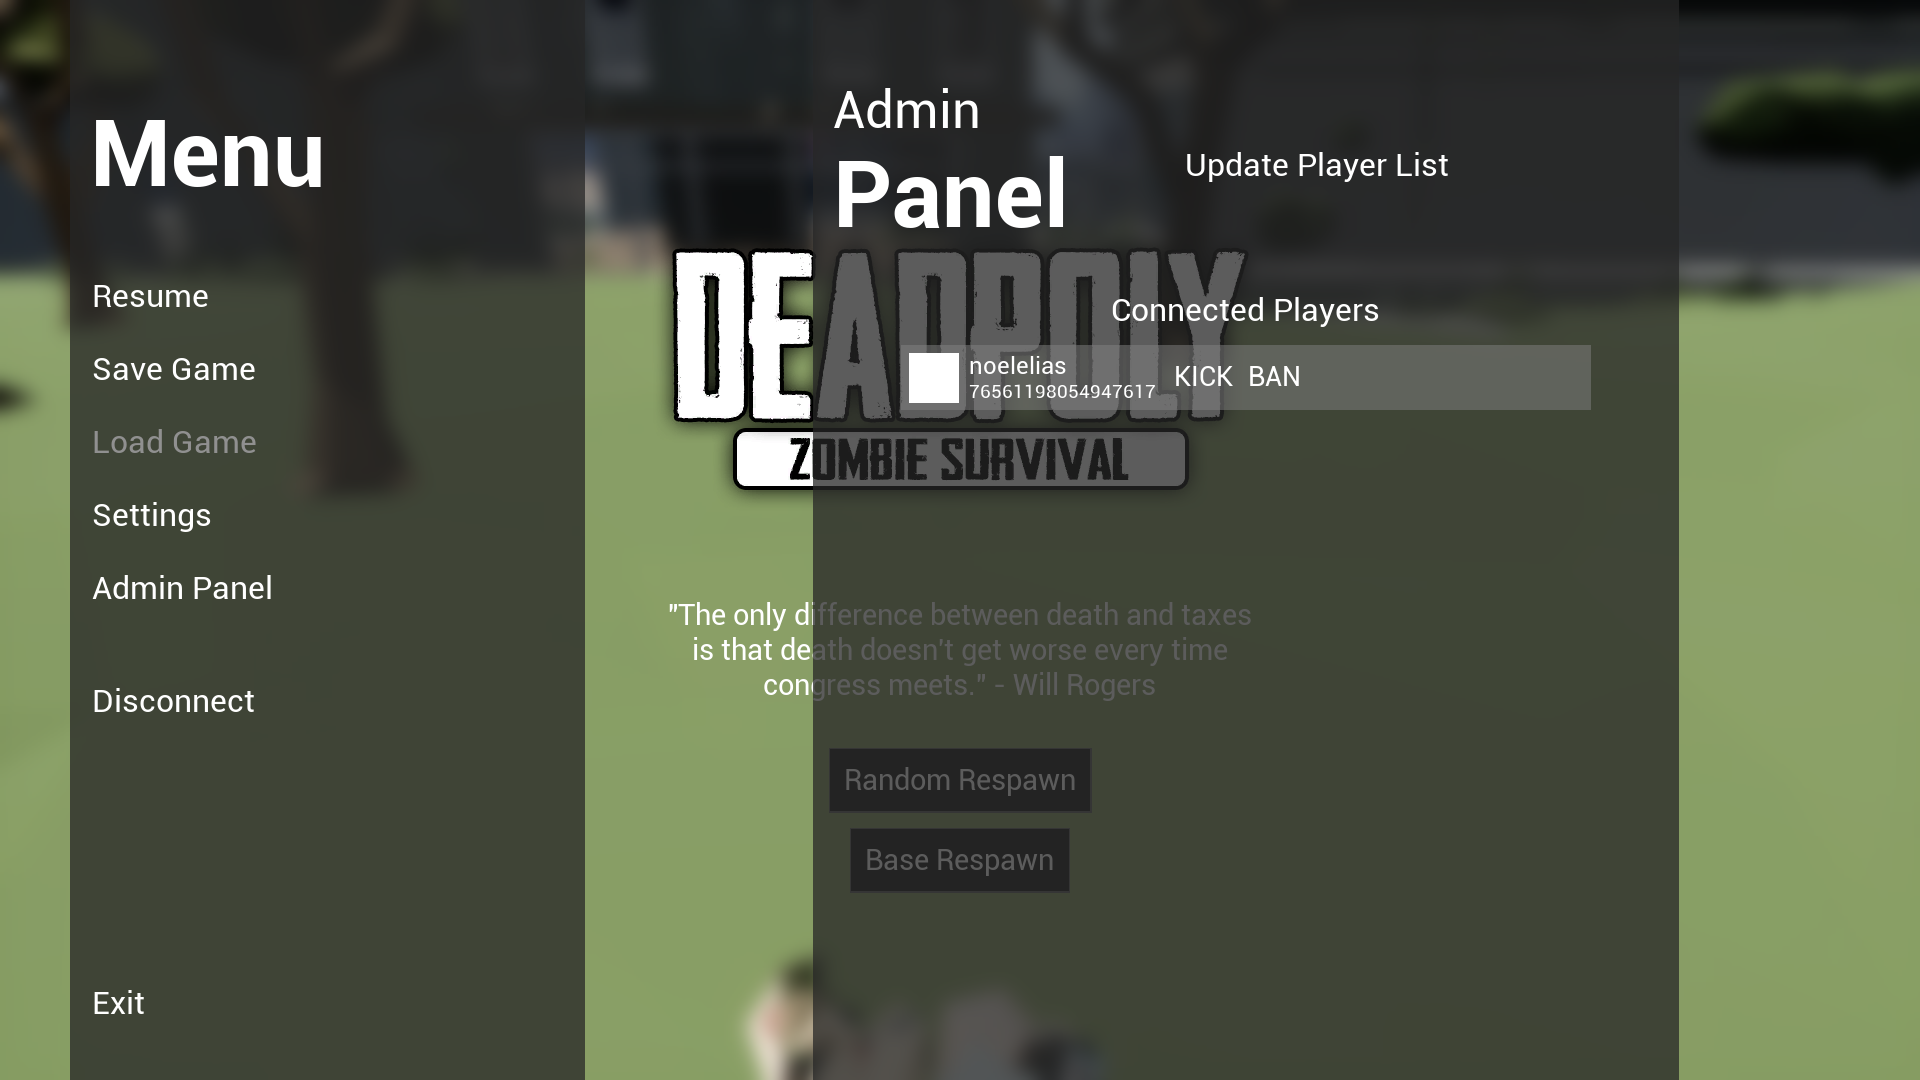 Menu
Resume
Save Game
Load Game
Settings
Admin Panel
Disconnect
Exit
Admin
Panel
Update Player List
DEADPOLY
ZOMBIE SURVIVAL
Connected Players
noelelias
76561198054947617
KICK BAN
"The only difference between death and taxes
is that death doesn't get worse every time
congress meets." - Will Rogers
Random Respawn
Base Respawn